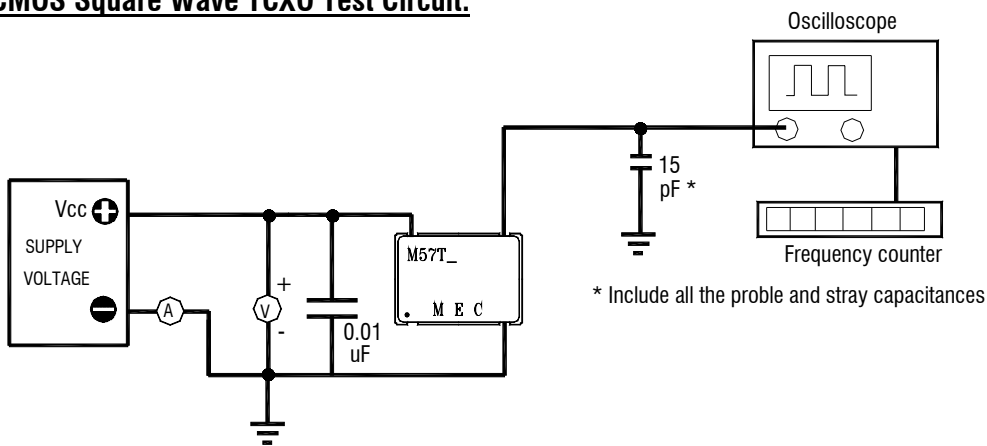 CMOS Square Wave TCXO Test Circuit:
Oscilloscope
15
pF *
Vcc +
SUPPLY
VOLTAGE
A
+
V
-
0.01
uF
M57T_
M E C
Frequency counter
* Include all the proble and stray capacitances